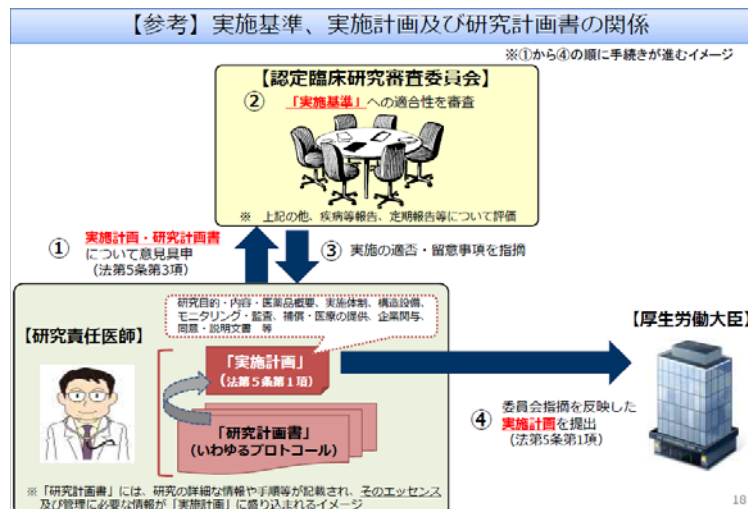 【参考】実施基準、実施計画及び研究計画書の関係
※①から④の順に手続きが進むイメージ
【認定臨床研究審査委員会】
② 「実施基準」への適合性を審査
※ 上記の他、疾病等報告、定期報告等について評価
① 実施計画・研究計画書
について意見具申
(法第5条第3項)
③ 実施の適否・留意事項を指摘
研究目的・内容・医薬品概要、実施体制、構造設備、
モニタリング・監査、補償・医療の提供、企業関与、
同意・説明文書 等
【研究責任医師】
「実施計画」
(法第5条第1項)
「研究計画書」
(いわゆるプロトコール)
※「研究計画書」には、研究の詳細な情報や手順等が記載され、そのエッセンス
及び管理に必要な情報が「実施計画」に盛り込まれるイメージ
【厚生労働大臣】
④ 委員会指摘を反映した
実施計画を提出
(法第5条第1項)
18